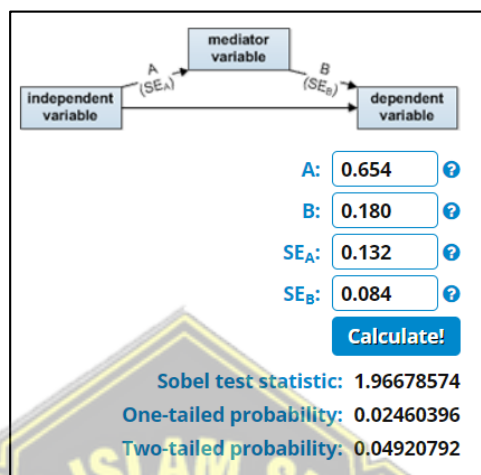 mediator
variable
A
(SEA)
B
(SEB)
independent
variable
dependent
variable
A: 0.654 ?
B: 0.180 ?
SEA: 0.132 ?
SEB: 0.084 ?
Calculate!
Sobel test statistic: 1.96678574
One-tailed probability: 0.02460396
Two-tailed probability: 0.04920792
ISLAM